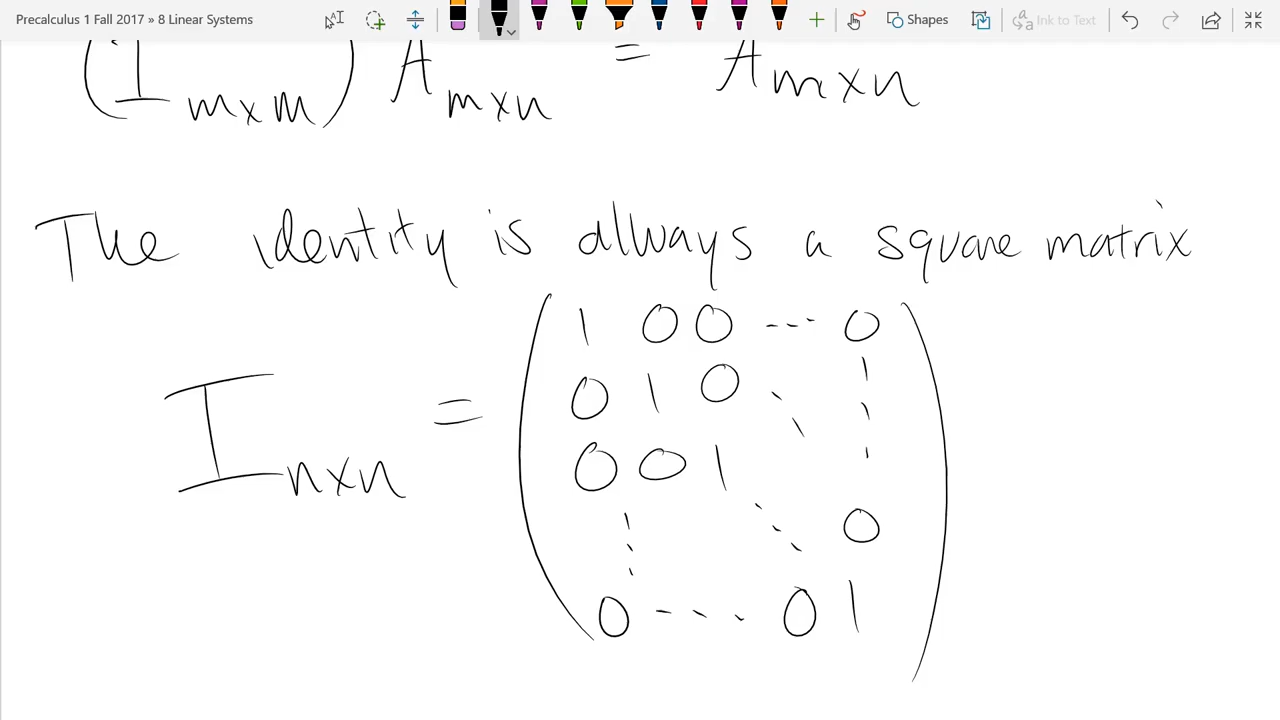 Precalculus 1 Fall 2017 » 8 Linear Systems Shapes Ink to Text
(I m×m) A m×n = A m×n
The identity is always a square matrix
I n×n = ( 1 0 0 --- 0
0 1 0
0 0 1
0
0 --- 0 1 )